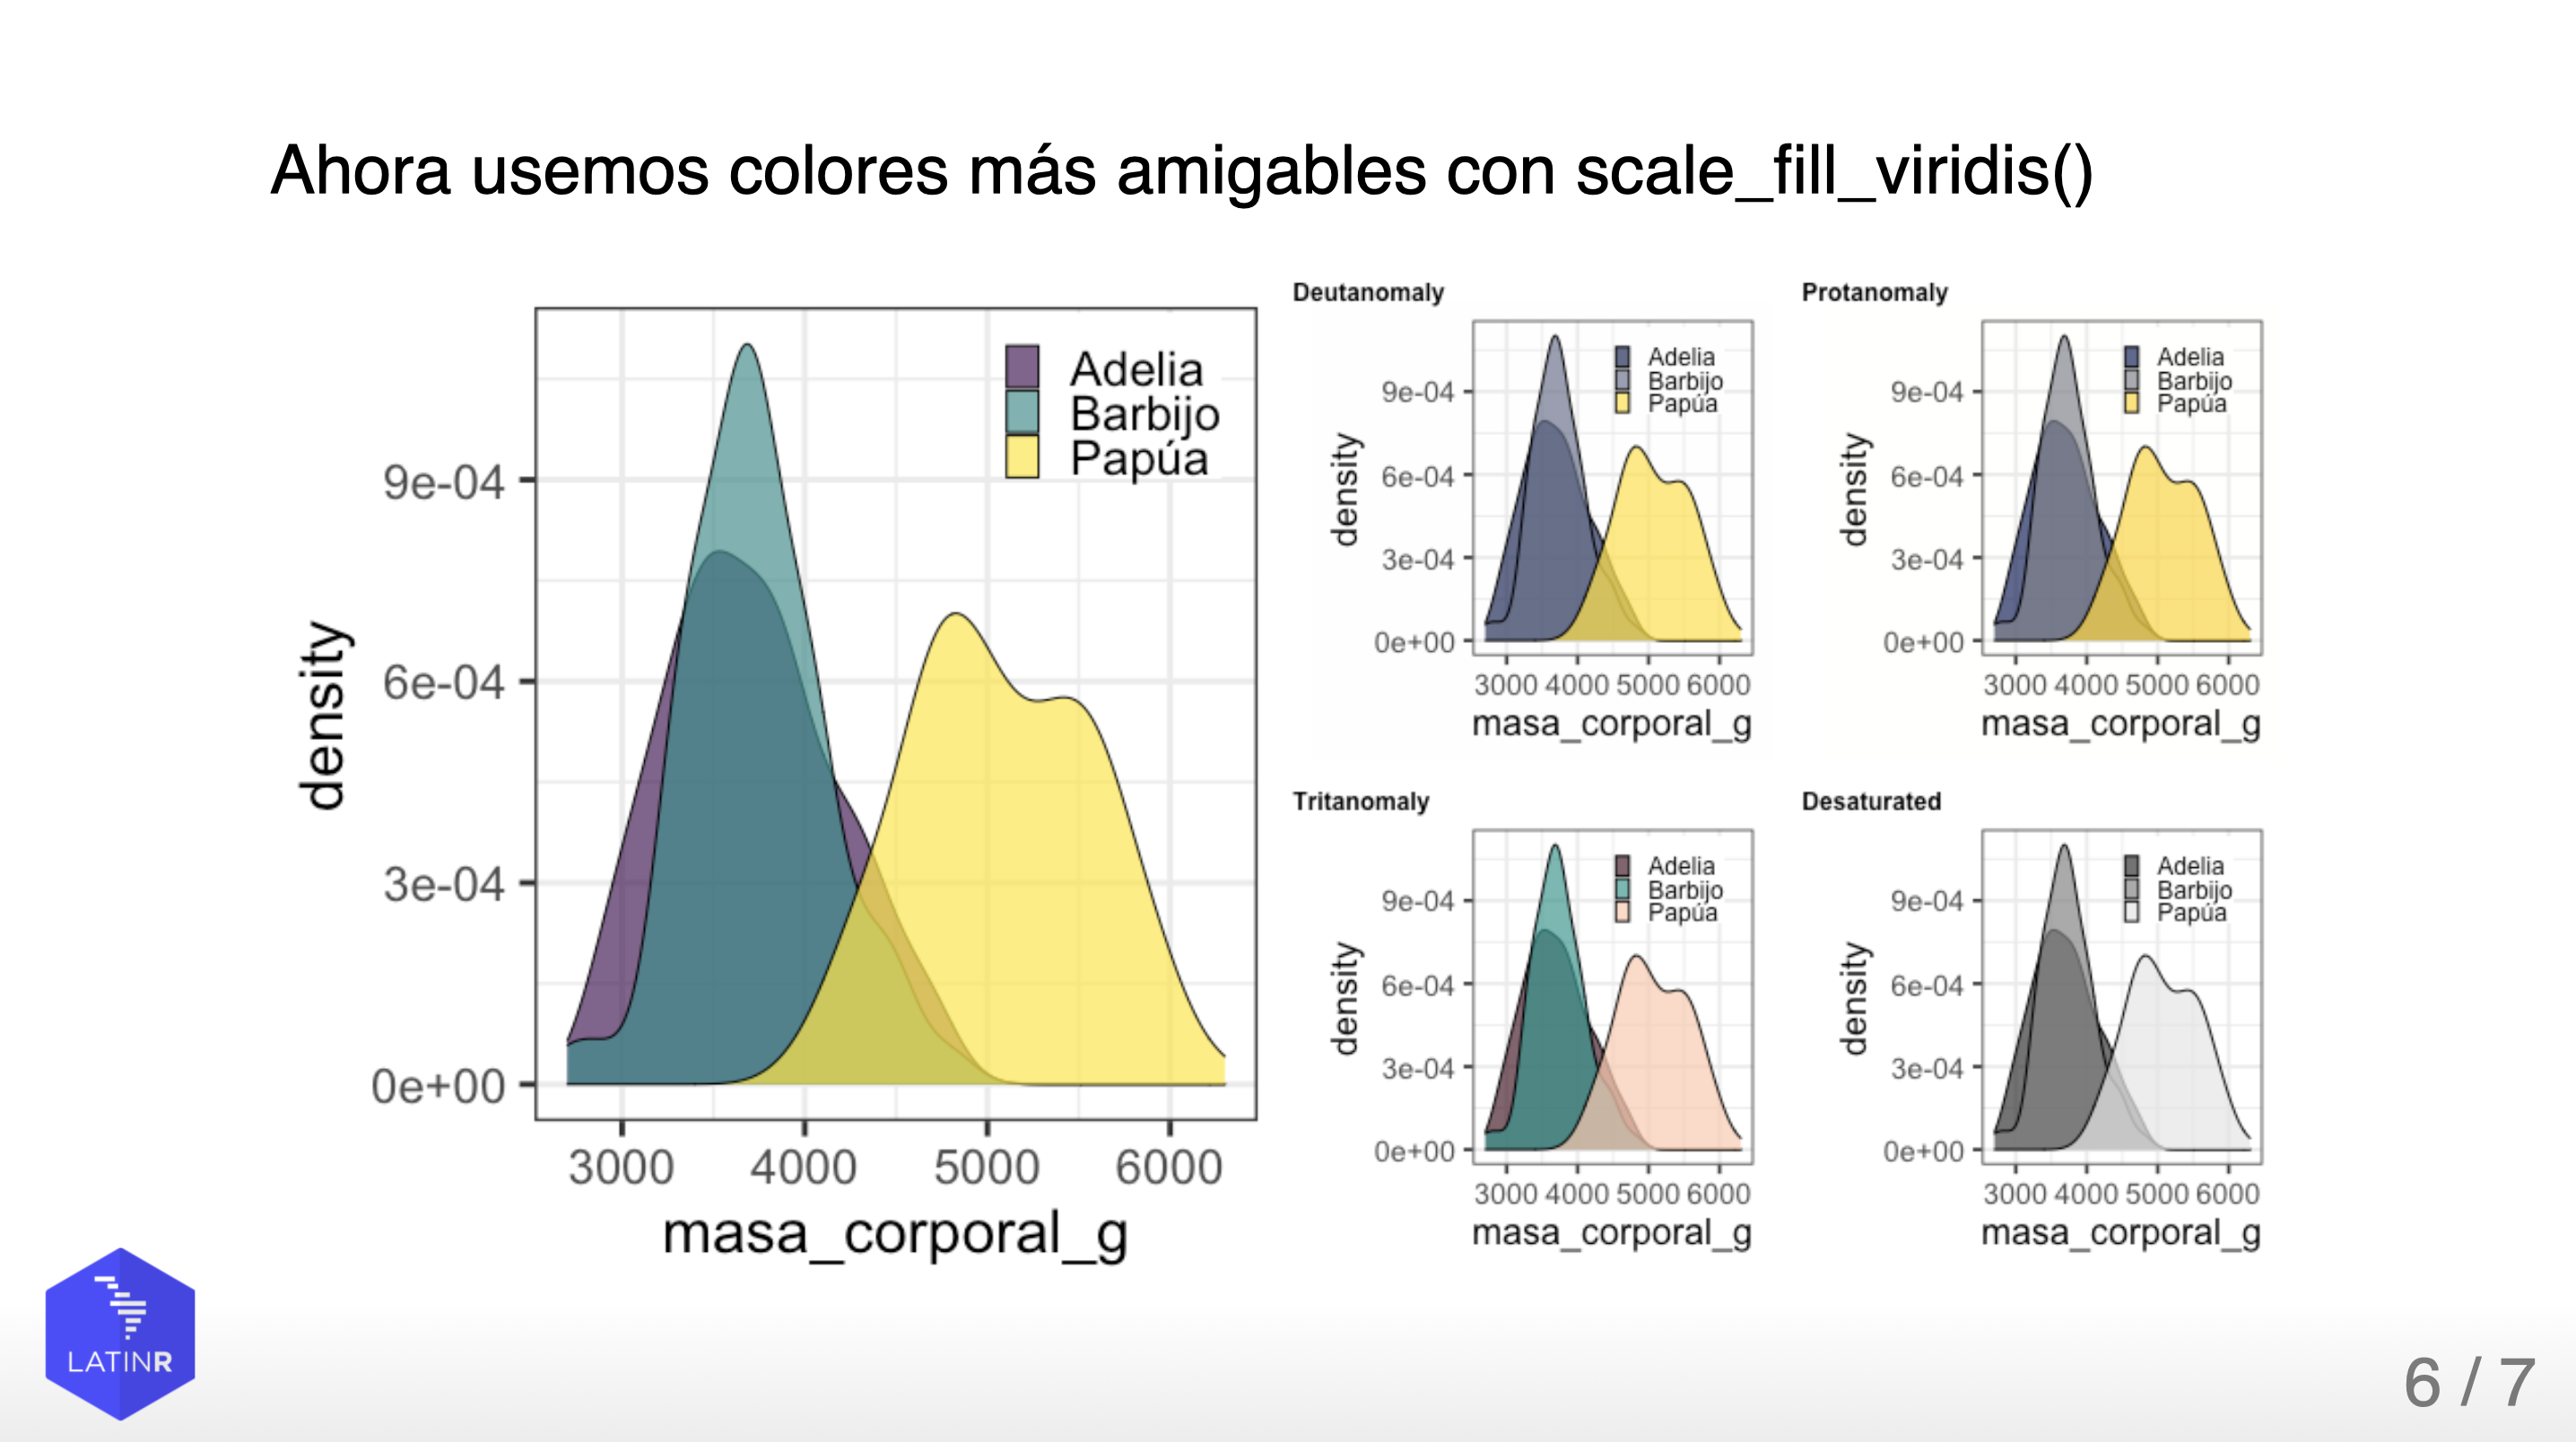 Ahora usemos colores más amigables con scale_fill_viridis()
Adelia
Barbijo
Papúa
density
9e-04
6e-04
3e-04
0e+00
3000 4000 5000 6000
masa_corporal_g
Deutanomaly
Adelia
Barbijo
Papúa
density
9e-04
6e-04
3e-04
0e+00
3000 4000 5000 6000
masa_corporal_g
Protanomaly
Adelia
Barbijo
Papúa
density
9e-04
6e-04
3e-04
0e+00
3000 4000 5000 6000
masa_corporal_g
Tritanomaly
Adelia
Barbijo
Papúa
density
9e-04
6e-04
3e-04
0e+00
3000 4000 5000 6000
masa_corporal_g
Desaturated
Adelia
Barbijo
Papúa
density
9e-04
6e-04
3e-04
0e+00
3000 4000 5000 6000
masa_corporal_g
LATINR
6 / 7